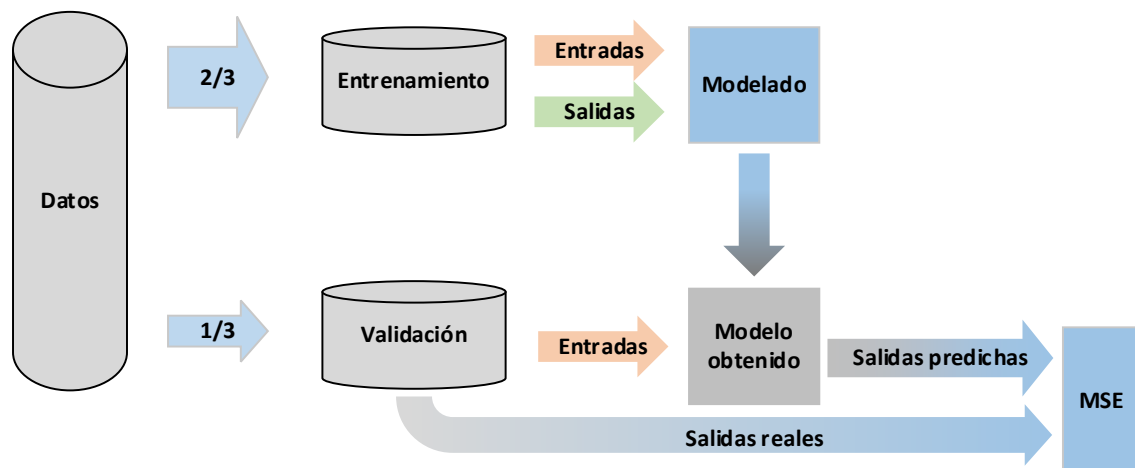 2/3
Entrenamiento
Entradas
Salidas
Modelado
Datos
1/3
Validación
Entradas
Modelo
obtenido
Salidas predichas
MSE
Salidas reales